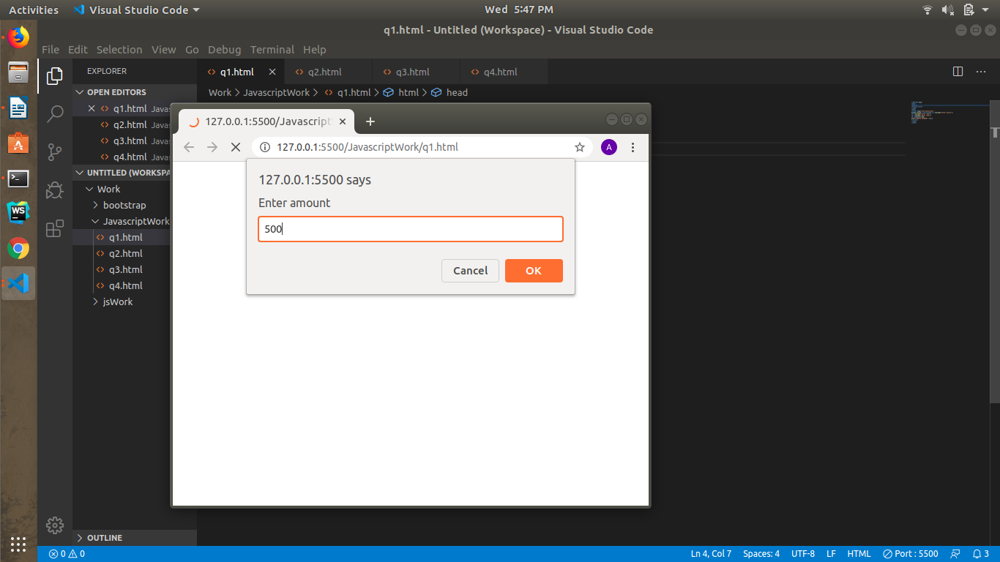 Activities
Visual Studio Code
Wed 5:47 PM
q1.html - Untitled (Workspace) - Visual Studio Code
File Edit Selection View Go Debug Terminal Help
EXPLORER
q1.html
q2.html
q3.html
q4.html
OPEN EDITORS
Work > JavascriptWork > q1.html > html > head
q1.html Javas
q2.html Javas
q3.html Javas
q4.html Javas
UNTITLED (WORKSPA
Work
bootstrap
JavascriptWork
q1.html
q2.html
q3.html
q4.html
jsWork
OUTLINE
127.0.0.1:5500/Javascript
127.0.0.1:5500/JavascriptWork/q1.html
A
127.0.0.1:5500 says
Enter amount
500
Cancel
OK
WS
0 0
Ln 4, Col 7
Spaces: 4
UTF-8
LF
HTML
Port : 5500
3